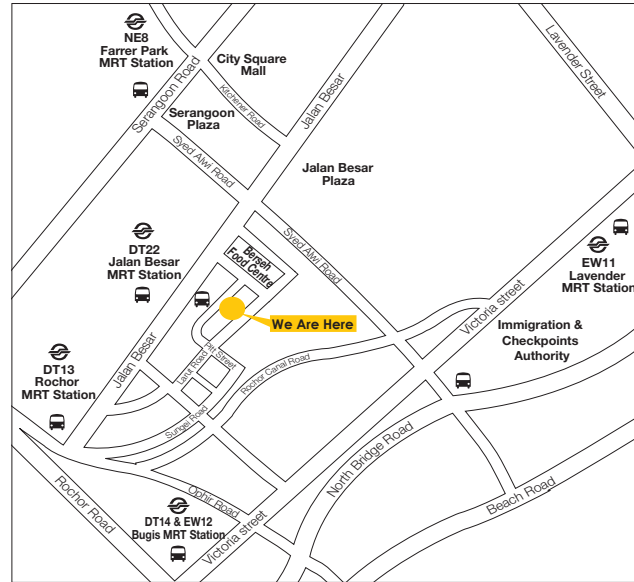 NE8
Farrer Park
MRT Station
City Square
Mall
Lavender Street
Serangoon Road
Kitchener Road
Jalan Besar
Serangoon
Plaza
Syed Alwi Road
Jalan Besar
Plaza
DT22
Jalan Besar
MRT Station
Berseh
Food Centre
Syed Alwi Road
EW11
Lavender
MRT Station
Victoria street
We Are Here
Immigration &
Checkpoints
Authority
Pitt Street
Larut Road
Rochor Canal Road
Jalan Besar
DT13
Rochor
MRT Station
Sungei Road
North Bridge Road
Ophir Road
Rochor Road
Beach Road
DT14 & EW12
Bugis MRT Station
Victoria street